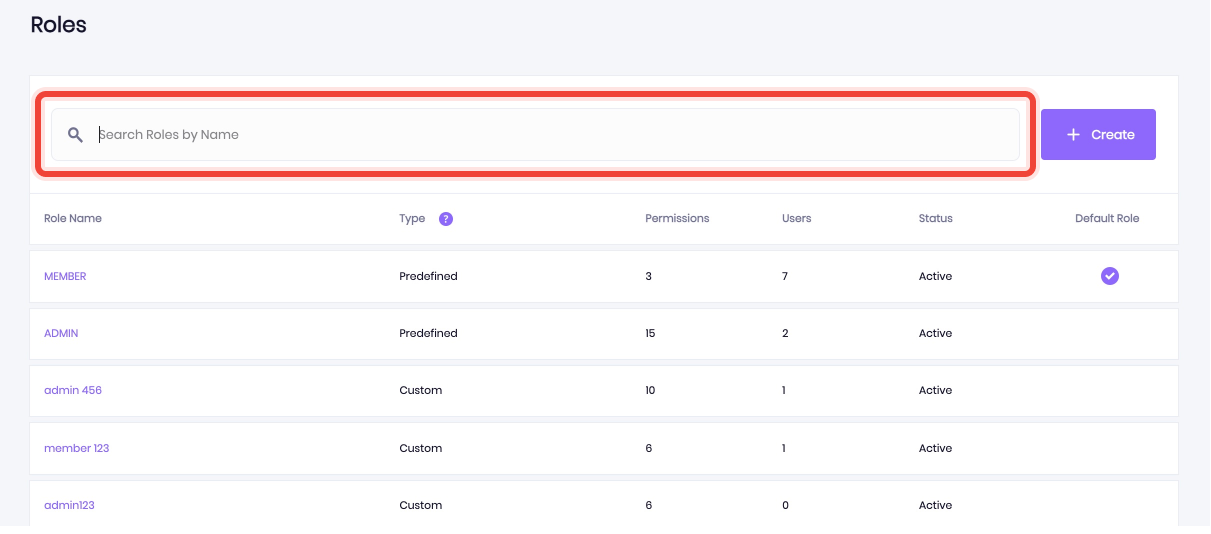 Roles
Search Roles by Name
+ Create
Role Name Type ? Permissions Users Status Default Role
MEMBER Predefined 3 7 Active
ADMIN Predefined 15 2 Active
admin 456 Custom 10 1 Active
member 123 Custom 6 1 Active
admin123 Custom 6 0 Active